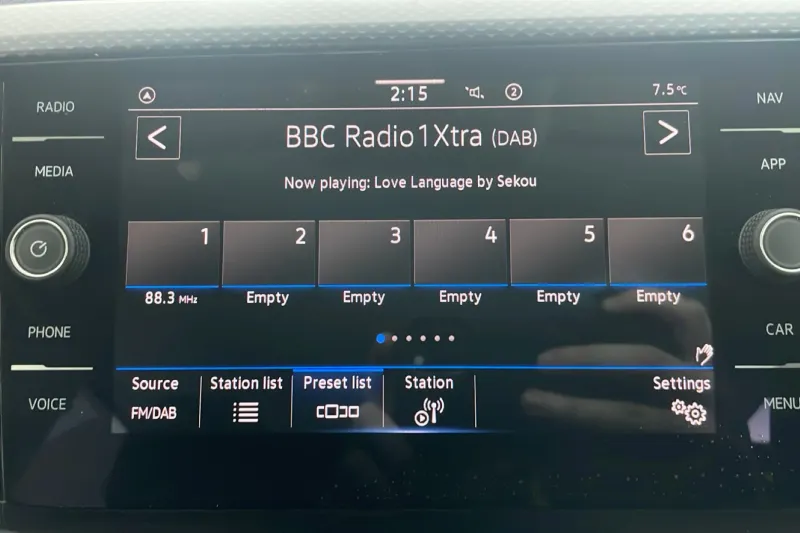 RADIO
MEDIA
PHONE
VOICE
2:15
2
7.5°C
< BBC Radio 1Xtra (DAB) >
Now playing: Love Language by Sekou
1 2 3 4 5 6
88.3 MHz Empty Empty Empty Empty Empty
Source Station list Preset list Station Settings
FM/DAB
NAV
APP
CAR
MENU